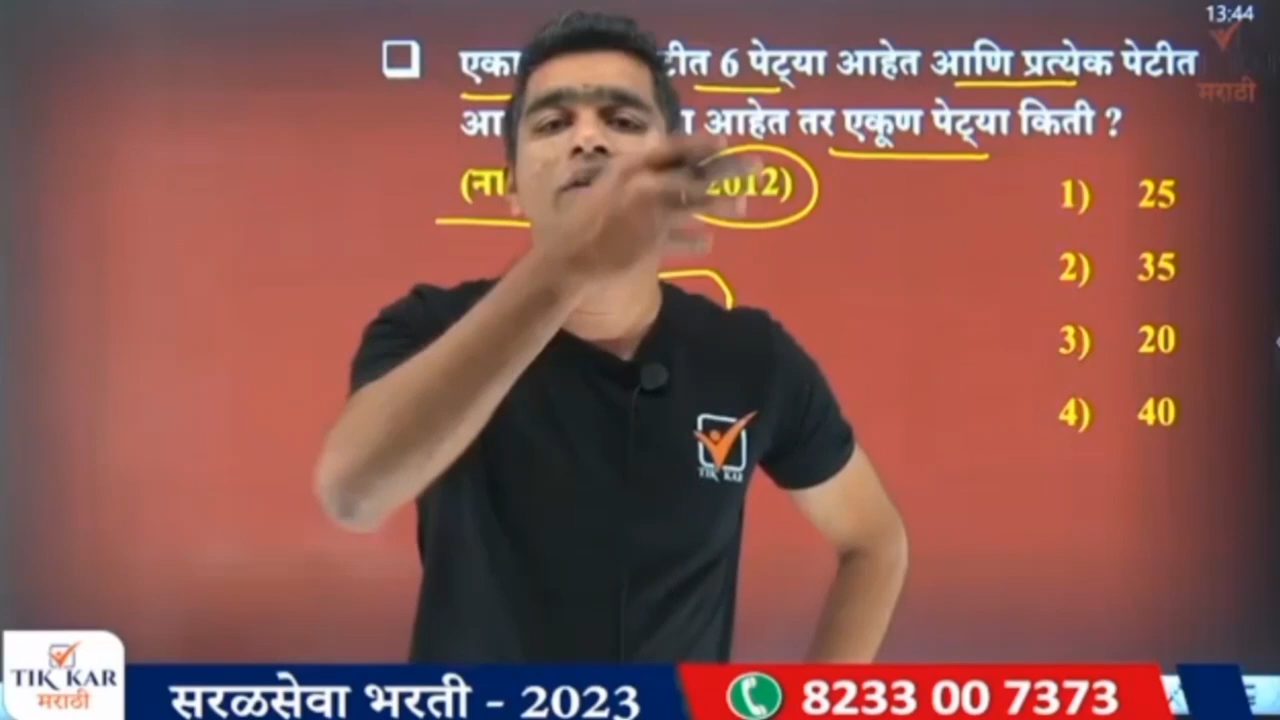 13:44
एका टीत 6 पेट्या आहेत आणि प्रत्येक पेटीत
मराठी
आ आहेत तर एकूण पेट्या किती ?
(ना 2012)
1) 25
2) 35
3) 20
4) 40
TIK KAR
TIK KAR
मराठी
सरळसेवा भरती - 2023
8233 00 7373